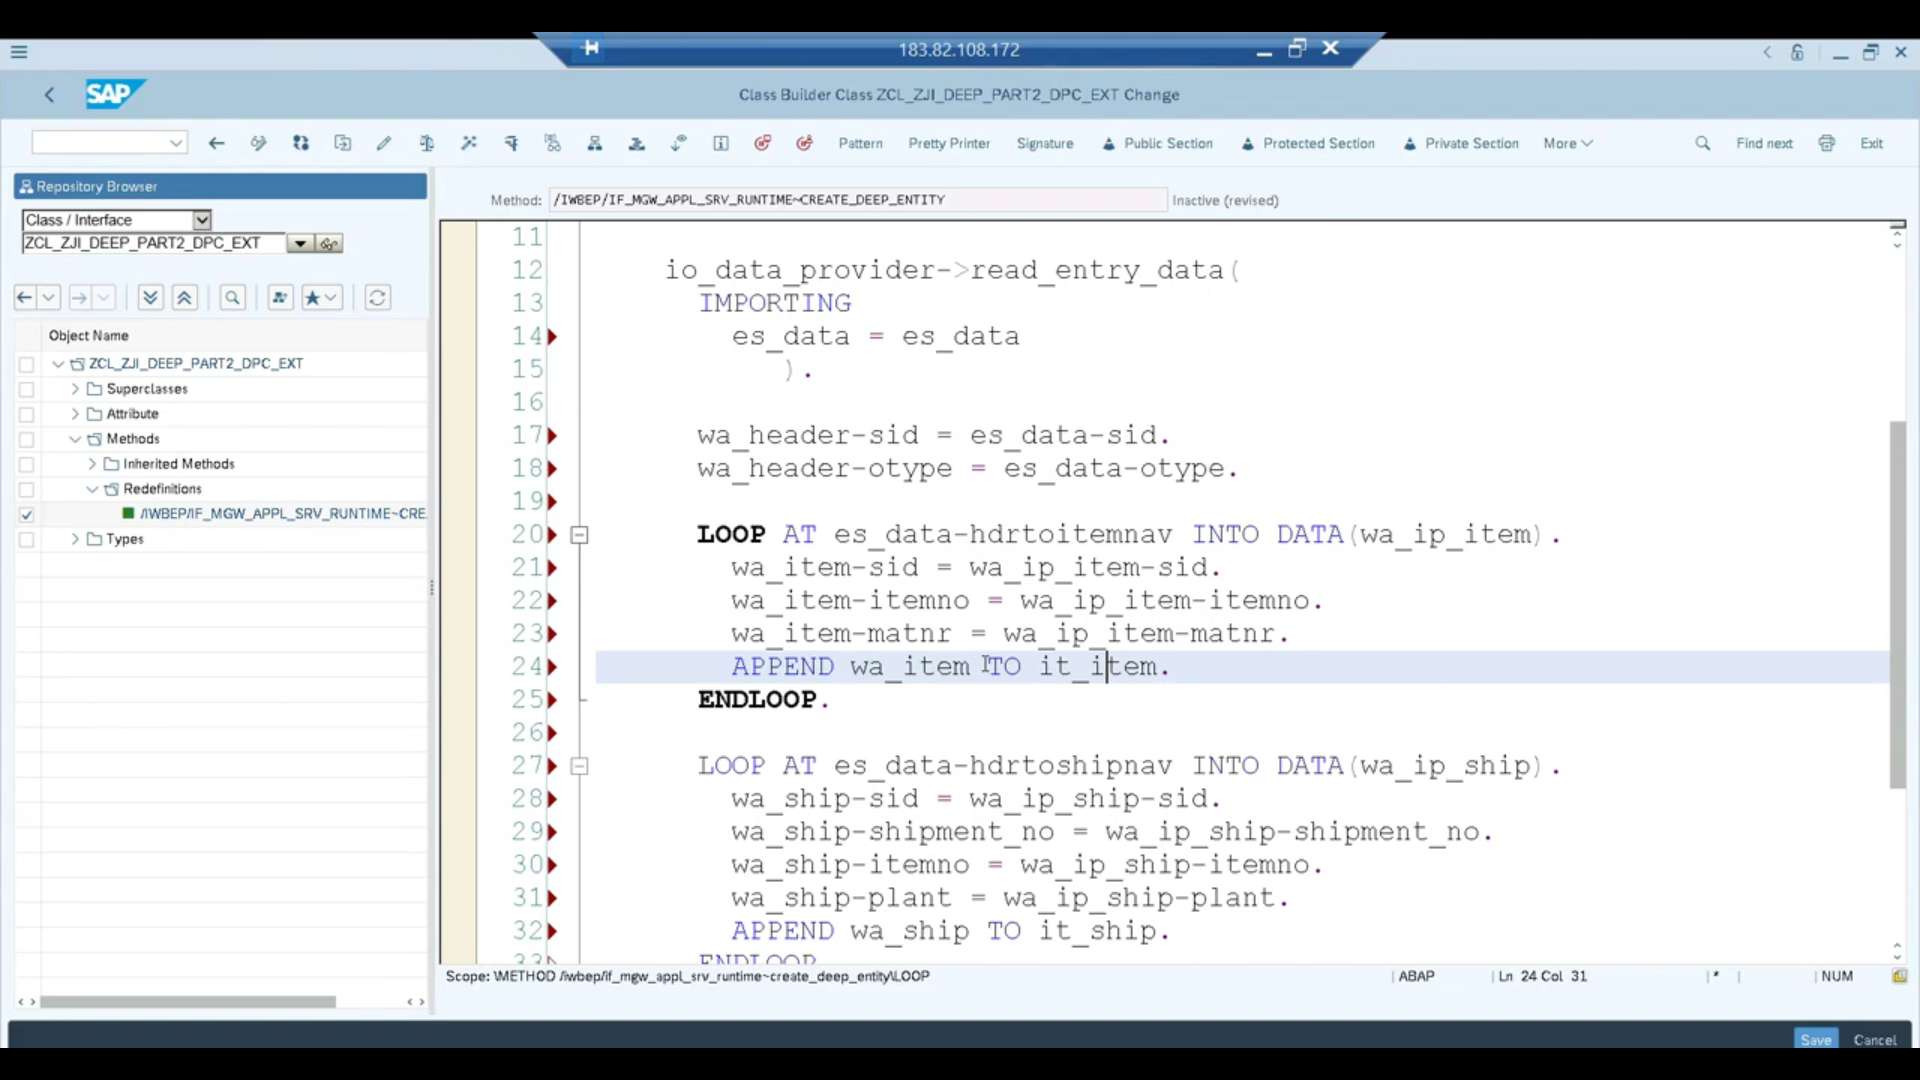 183.82.108.172
SAP
Class Builder Class ZCL_ZJI_DEEP_PART2_DPC_EXT Change
Pattern Pretty Printer Signature Public Section Protected Section Private Section More Find next Exit
Repository Browser
Class / Interface
ZCL_ZJI_DEEP_PART2_DPC_EXT
Object Name
ZCL_ZJI_DEEP_PART2_DPC_EXT
Superclasses
Attribute
Methods
Inherited Methods
Redefinitions
/IWBEP/IF_MGW_APPL_SRV_RUNTIME~CRE
Types
Method: /IWBEP/IF_MGW_APPL_SRV_RUNTIME~CREATE_DEEP_ENTITY Inactive (revised)
11
12 io_data_provider->read_entry_data(
13 IMPORTING
14 es_data = es_data
15 ).
16
17 wa_header-sid = es_data-sid.
18 wa_header-otype = es_data-otype.
19
20 LOOP AT es_data-hdrtoitemnav INTO DATA(wa_ip_item).
21 wa_item-sid = wa_ip_item-sid.
22 wa_item-itemno = wa_ip_item-itemno.
23 wa_item-matnr = wa_ip_item-matnr.
24 APPEND wa_item TO it_item.
25 ENDLOOP.
26
27 LOOP AT es_data-hdrtoshipnav INTO DATA(wa_ip_ship).
28 wa_ship-sid = wa_ip_ship-sid.
29 wa_ship-shipment_no = wa_ip_ship-shipment_no.
30 wa_ship-itemno = wa_ip_ship-itemno.
31 wa_ship-plant = wa_ip_ship-plant.
32 APPEND wa_ship TO it_ship.
33 ENDLOOP
Scope: \METHOD /iwbep/if_mgw_appl_srv_runtime~create_deep_entity\LOOP ABAP Ln 24 Col 31 * NUM
Save Cancel